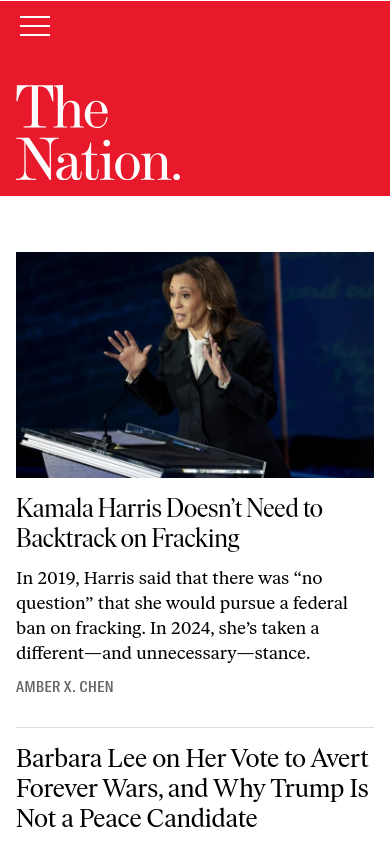 The
Nation.
Kamala Harris Doesn’t Need to
Backtrack on Fracking
In 2019, Harris said that there was “no
question” that she would pursue a federal
ban on fracking. In 2024, she’s taken a
different—and unnecessary—stance.
AMBER X. CHEN
Barbara Lee on Her Vote to Avert
Forever Wars, and Why Trump Is
Not a Peace Candidate